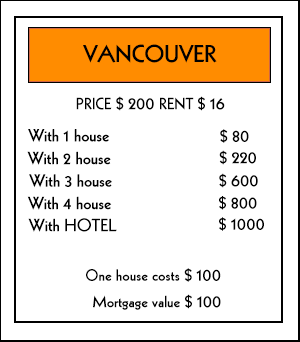 VANCOUVER
PRICE $ 200 RENT $ 16
With 1 house $ 80
With 2 house $ 220
With 3 house $ 600
With 4 house $ 800
With HOTEL $ 1000
One house costs $ 100
Mortgage value $ 100